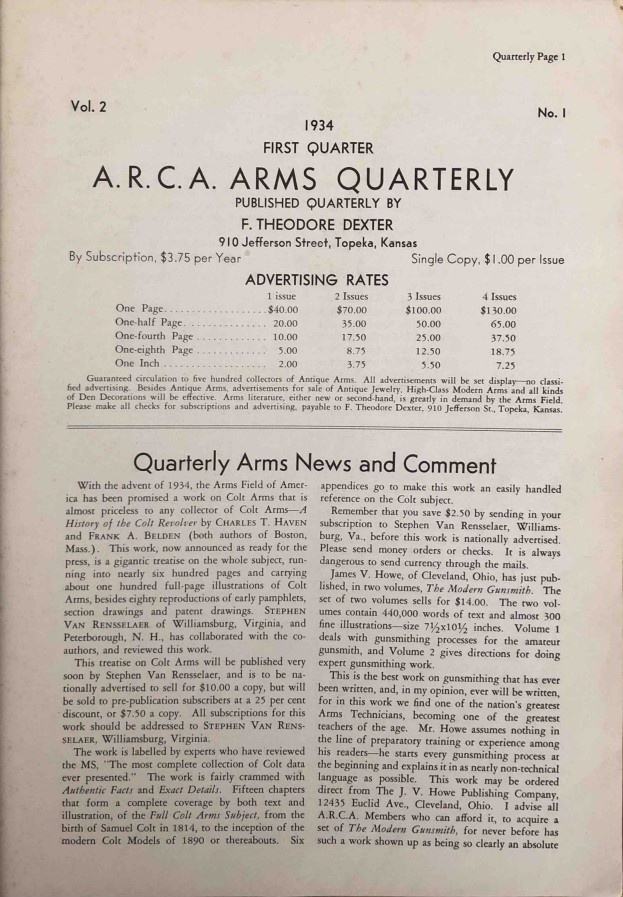 Quarterly Page 1
Vol. 2
No. 1
1934
FIRST QUARTER
A. R. C. A. ARMS QUARTERLY
PUBLISHED QUARTERLY BY
F. THEODORE DEXTER
910 Jefferson Street, Topeka, Kansas
By Subscription, $3.75 per Year
Single Copy, $1.00 per Issue
ADVERTISING RATES
1 issue 2 Issues 3 Issues 4 Issues
One Page................... $40.00 $70.00 $100.00 $130.00
One-half Page............... 20.00 35.00 50.00 65.00
One-fourth Page ............. 10.00 17.50 25.00 37.50
One-eighth Page ............ 5.00 8.75 12.50 18.75
One Inch ................... 2.00 3.75 5.50 7.25
Guaranteed circulation to five hundred collectors of Antique Arms. All advertisements will be set display—no classi-
fied advertising. Besides Antique Arms, advertisements for sale of Antique Jewelry, High-Class Modern Arms and all kinds
of Den Decorations will be effective. Arms literature, either new or second-hand, is greatly in demand by the Arms Field.
Please make all checks for subscriptions and advertising, payable to F. Theodore Dexter, 910 Jefferson St., Topeka, Kansas.
Quarterly Arms News and Comment
With the advent of 1934, the Arms Field of Amer-
ica has been promised a work on Colt Arms that is
almost priceless to any collector of Colt Arms—A
History of the Colt Revolver by CHARLES T. HAVEN
and FRANK A. BELDEN (both authors of Boston,
Mass.). This work, now announced as ready for the
press, is a gigantic treatise on the whole subject, run-
ning into nearly six hundred pages and carrying
about one hundred full-page illustrations of Colt
Arms, besides eighty reproductions of early pamphlets,
section drawings and patent drawings. STEPHEN
VAN RENSSELAER of Williamsburg, Virginia, and
Peterborough, N. H., has collaborated with the co-
authors, and reviewed this work.
This treatise on Colt Arms will be published very
soon by Stephen Van Rensselaer, and is to be na-
tionally advertised to sell for $10.00 a copy, but will
be sold to pre-publication subscribers at a 25 per cent
discount, or $7.50 a copy. All subscriptions for this
work should be addressed to STEPHEN VAN RENS-
SELAER, Williamsburg, Virginia.
The work is labelled by experts who have reviewed
the MS, "The most complete collection of Colt data
ever presented." The work is fairly crammed with
Authentic Facts and Exact Details. Fifteen chapters
that form a complete coverage by both text and
illustration, of the Full Colt Arms Subject, from the
birth of Samuel Colt in 1814, to the inception of the
modern Colt Models of 1890 or thereabouts. Six
appendices go to make this work an easily handled
reference on the Colt subject.
Remember that you save $2.50 by sending in your
subscription to Stephen Van Rensselaer, Williams-
burg, Va., before this work is nationally advertised.
Please send money orders or checks. It is always
dangerous to send currency through the mails.
James V. Howe, of Cleveland, Ohio, has just pub-
lished, in two volumes, The Modern Gunsmith. The
set of two volumes sells for $14.00. The two vol-
umes contain 440,000 words of text and almost 300
fine illustrations—size 7½x10½ inches. Volume 1
deals with gunsmithing processes for the amateur
gunsmith, and Volume 2 gives directions for doing
expert gunsmithing work.
This is the best work on gunsmithing that has ever
been written, and, in my opinion, ever will be written,
for in this work we find one of the nation's greatest
Arms Technicians, becoming one of the greatest
teachers of the age. Mr. Howe assumes nothing in
the line of preparatory training or experience among
his readers—he starts every gunsmithing process at
the beginning and explains it in as nearly non-technical
language as possible. This work may be ordered
direct from The J. V. Howe Publishing Company,
12435 Euclid Ave., Cleveland, Ohio. I advise all
A.R.C.A. Members who can afford it, to acquire a
set of The Modern Gunsmith, for never before has
such a work shown up as being so clearly an absolute